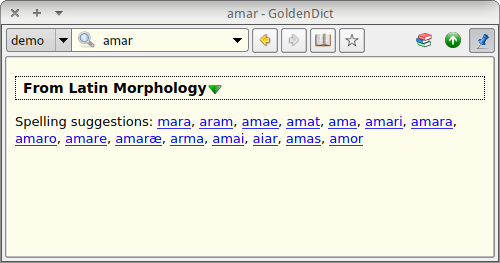 amar - GoldenDict
demo amar
From Latin Morphology
Spelling suggestions: mara, aram, amae, amat, ama, amari, amara,
amaro, amare, amaræ, arma, amai, aiar, amas, amor